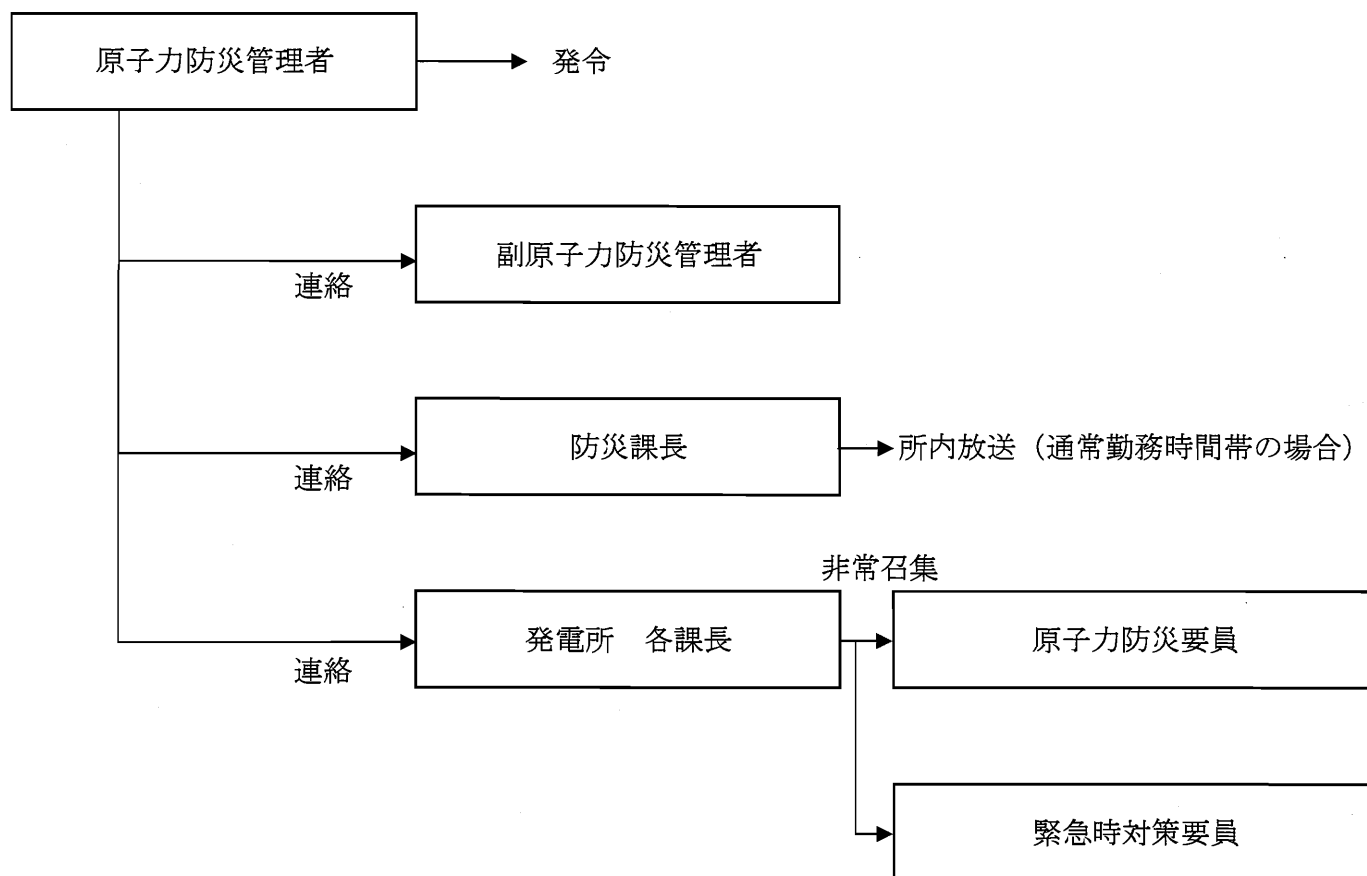 原子力防災管理者
発令
副原子力防災管理者
連絡
防災課長
所内放送（通常勤務時間帯の場合）
連絡
非常召集
発電所　各課長
原子力防災要員
連絡
緊急時対策要員